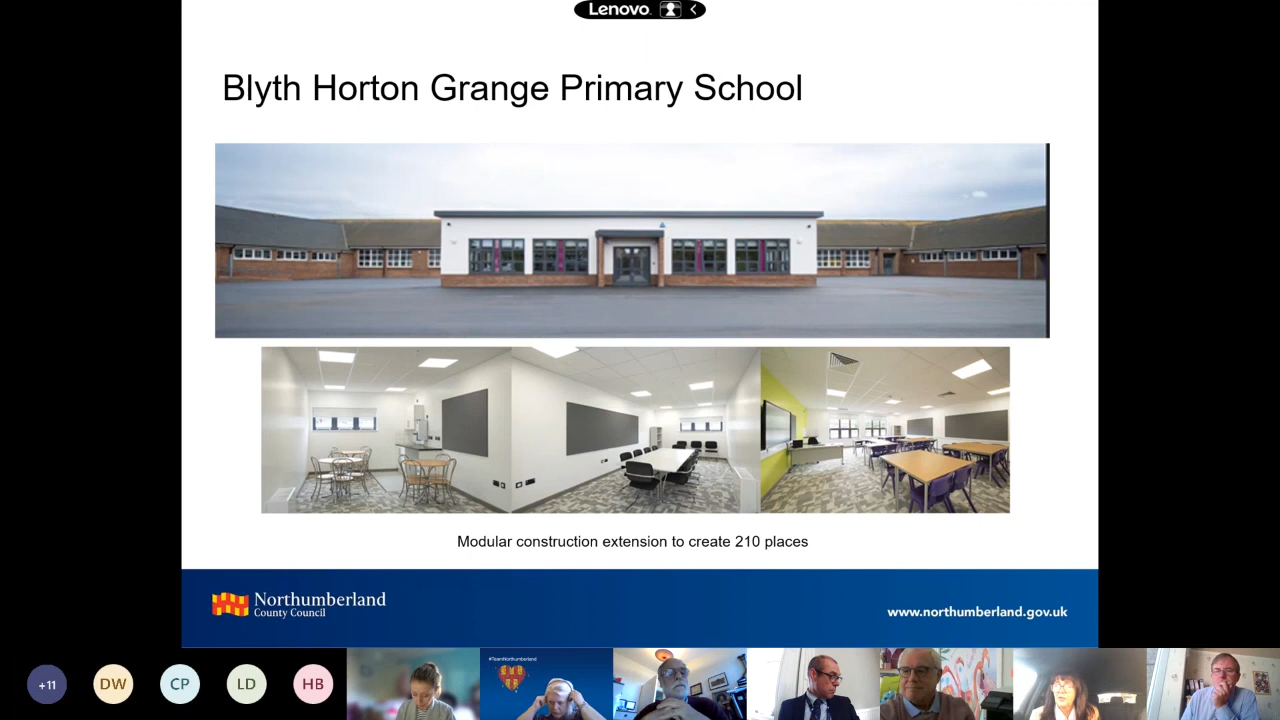 Lenovo
Blyth Horton Grange Primary School
Modular construction extension to create 210 places
Northumberland
County Council
www.northumberland.gov.uk
#TeamNorthumberland
+11
DW
CP
LD
HB